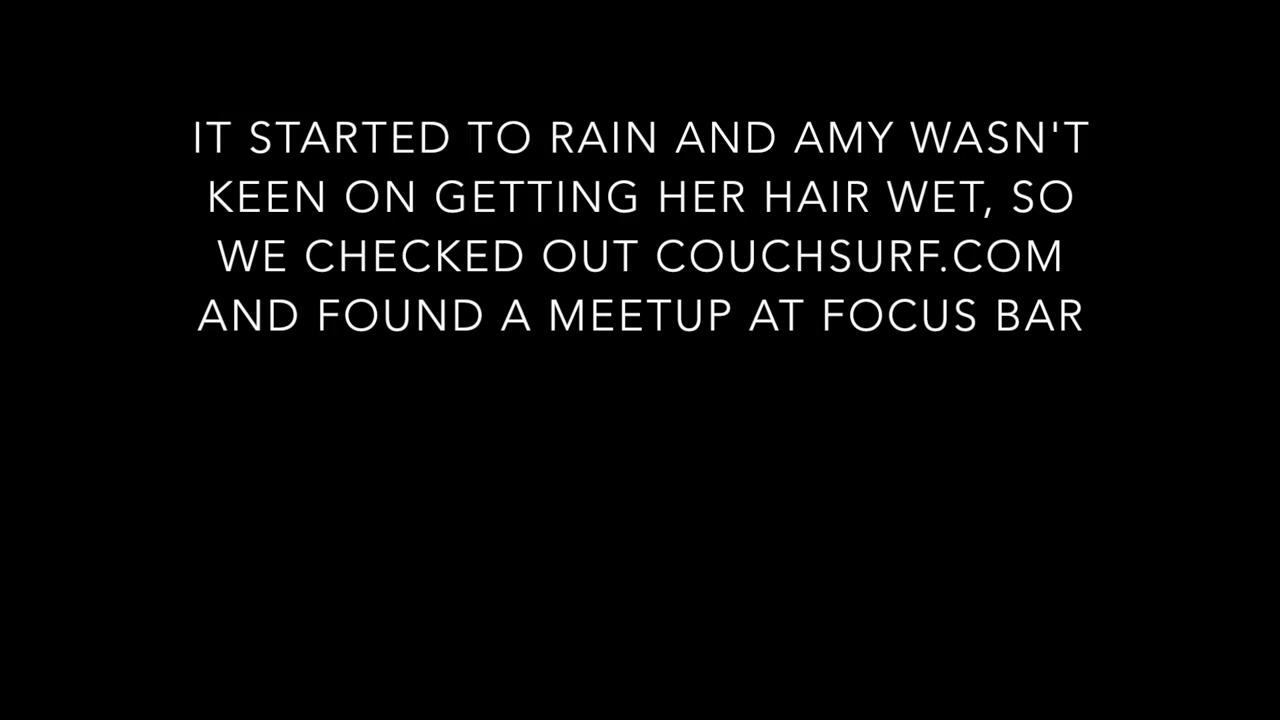 IT STARTED TO RAIN AND AMY WASN'T
KEEN ON GETTING HER HAIR WET, SO
WE CHECKED OUT COUCHSURF.COM
AND FOUND A MEETUP AT FOCUS BAR